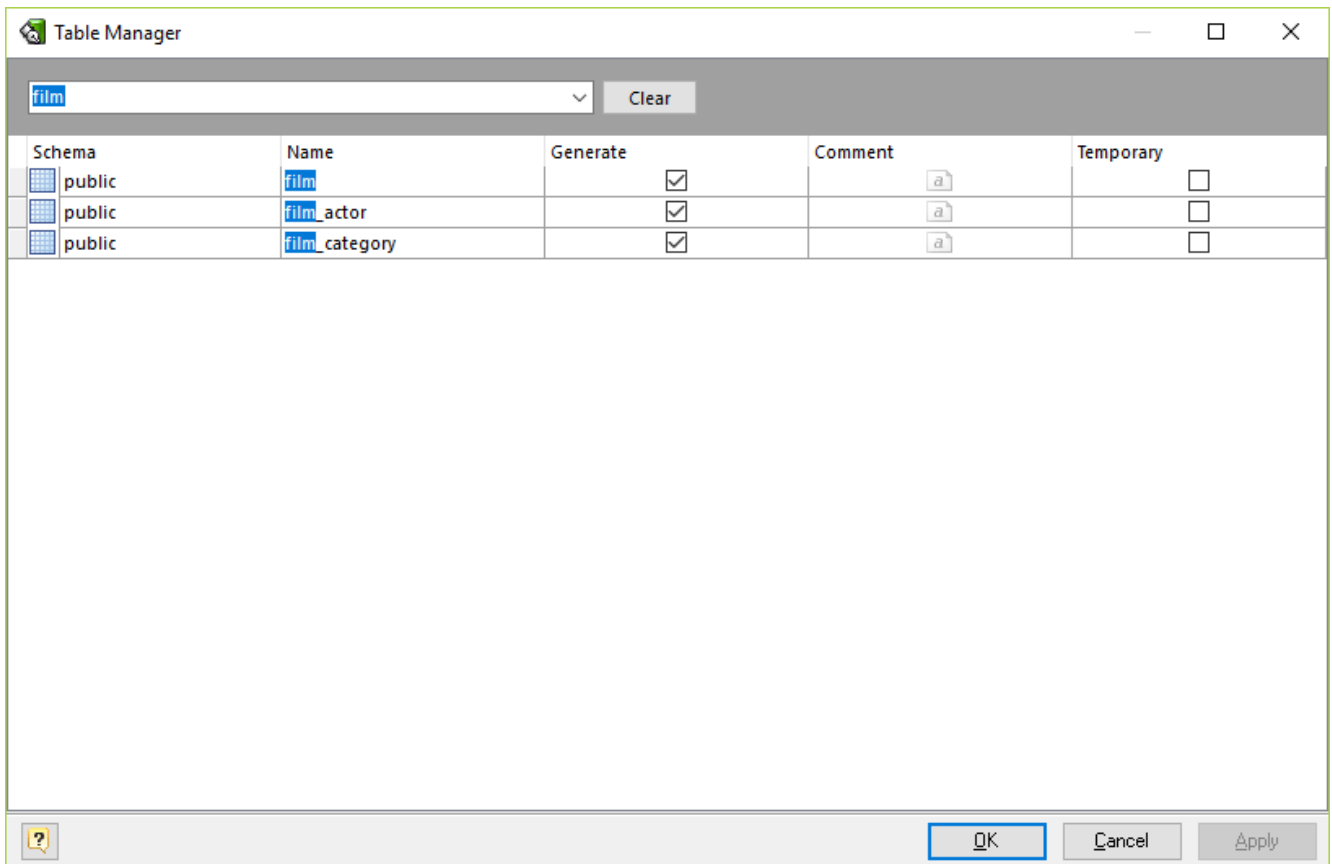 Table Manager
film Clear
Schema Name Generate Comment Temporary
public film a
public film_actor a
public film_category a
? OK Cancel Apply